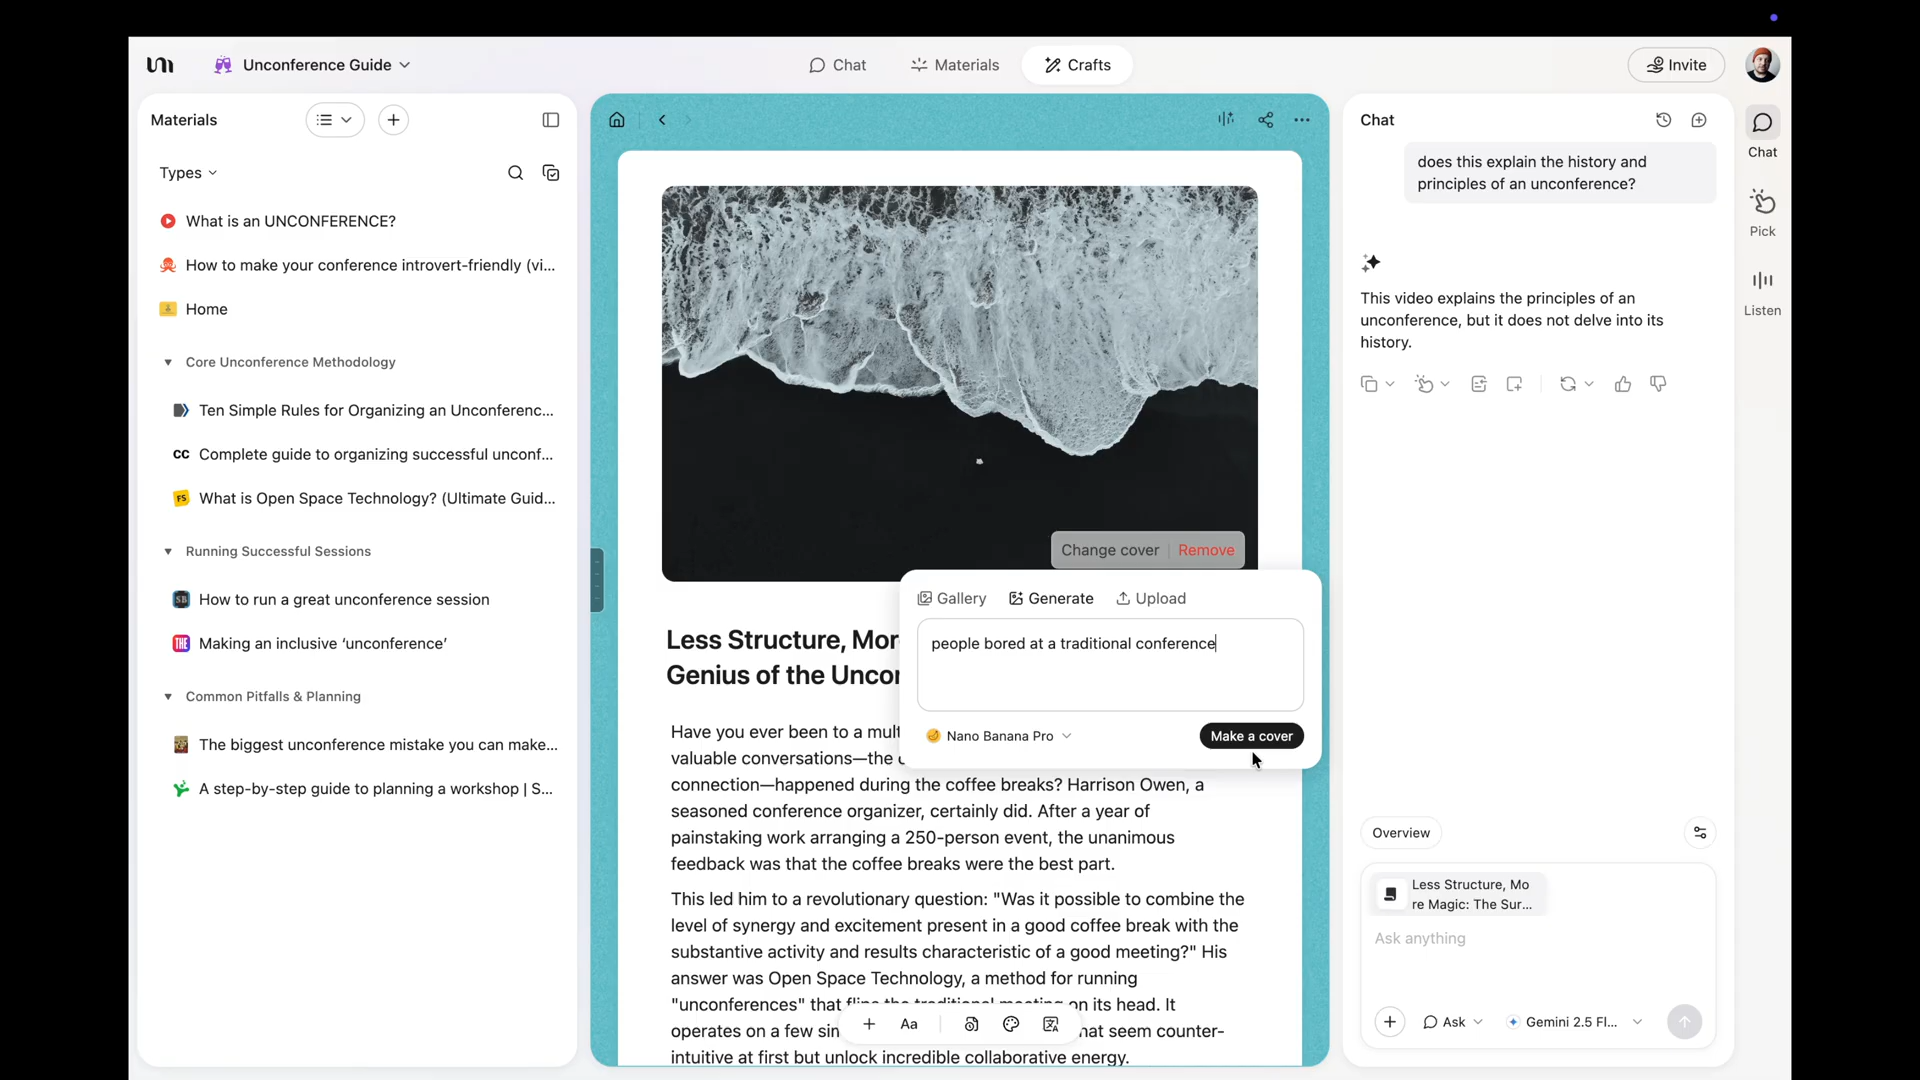 Unconference Guide
Chat
Materials
Crafts
Invite
Materials
Types
What is an UNCONFERENCE?
How to make your conference introvert-friendly (vi...
Home
Core Unconference Methodology
Ten Simple Rules for Organizing an Unconferenc...
CC Complete guide to organizing successful unconf...
FS What is Open Space Technology? (Ultimate Guid...
Running Successful Sessions
SB How to run a great unconference session
THE Making an inclusive ‘unconference’
Common Pitfalls & Planning
The biggest unconference mistake you can make...
A step-by-step guide to planning a workshop | S...
Change cover Remove
Gallery
Generate
Upload
people bored at a traditional conference
Nano Banana Pro
Make a cover
Less Structure, Mor
Genius of the Uncor
Have you ever been to a mult
valuable conversations—the c
connection—happened during the coffee breaks? Harrison Owen, a
seasoned conference organizer, certainly did. After a year of
painstaking work arranging a 250-person event, the unanimous
feedback was that the coffee breaks were the best part.
This led him to a revolutionary question: "Was it possible to combine the
level of synergy and excitement present in a good coffee break with the
substantive activity and results characteristic of a good meeting?" His
answer was Open Space Technology, a method for running
"unconferences" that flips the traditional meeting on its head. It
operates on a few sim hat seem counter-
intuitive at first but unlock incredible collaborative energy.
Aa
Chat
does this explain the history and
principles of an unconference?
This video explains the principles of an
unconference, but it does not delve into its
history.
Overview
Less Structure, Mo
re Magic: The Sur...
Ask anything
Ask
Gemini 2.5 Fl...
Chat
Pick
Listen